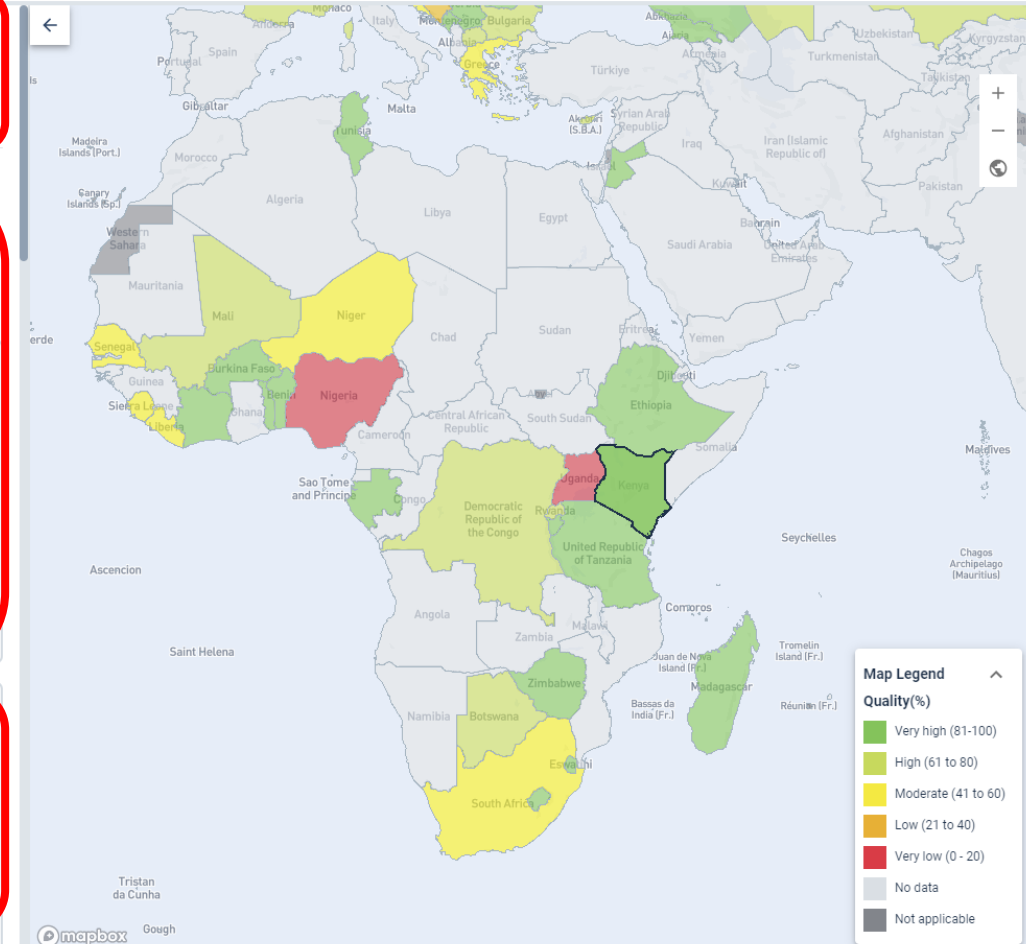 Monaco
Andorra
Italy
Montenegro
Bulgaria
Abkhazia
Uzbekistan
Kyrgyzstan
Albania
Ajaria
Armenia
Spain
Portugal
Greece
Türkiye
Turkmenistan
Tajikistan
Gibraltar
Malta
Akrotiri
(S.B.A.)
Syrian Arab
Republic
Tunisia
Iraq
Iran (Islamic
Republic of)
Afghanistan
Madeira
Islands (Port.)
Morocco
Israel
Kuwait
Pakistan
Canary
Islands (Sp.)
Algeria
Libya
Egypt
Bahrain
Western
Sahara
Saudi Arabia
United Arab
Emirates
Mauritania
Mali
Niger
Chad
Sudan
Eritrea
Yemen
erde
Senegal
Guinea
Burkina Faso
Djibouti
Sierra Leone
Benin
Nigeria
Ethiopia
Liberia
Ghana
Central African
Republic
South Sudan
Cameroon
Somalia
Maldives
Sao Tome
and Principe
Congo
Uganda
Kenya
Democratic
Republic of
the Congo
Rwanda
United Republic
of Tanzania
Seychelles
Chagos
Archipelago
(Mauritius)
Ascencion
Angola
Malawi
Comoros
Zambia
Saint Helena
Juan de Nova
Island (Fr.)
Tromelin
Island (Fr.)
Zimbabwe
Madagascar
Namibia
Botswana
Bassas da
India (Fr.)
Réunion (Fr.)
Eswatini
South Africa
Tristan
da Cunha
Gough
mapbox
Map Legend
Quality(%)
Very high (81-100)
High (61 to 80)
Moderate (41 to 60)
Low (21 to 40)
Very low (0 - 20)
No data
Not applicable